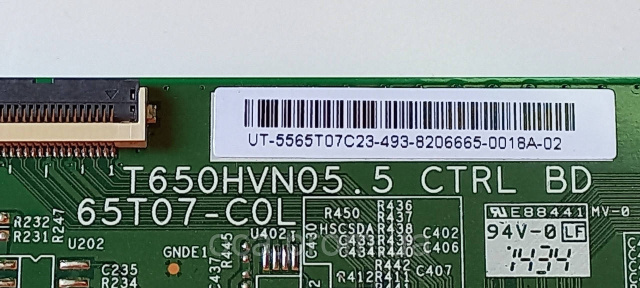 UT-5565T07C23-493-8206665-0018A-02
T650HVN05.5 CTRL BD
65T07-C0L
R232
R231
R247
U202
C235
R234
GNDE1
R445
C437
U402
C430
R450
HSCSDA
R436
R437
R438
C433 R439
C434 R440
R442
R412 R411
C402
C406
C407
E88441 MV-0
94V-0 LF
1434